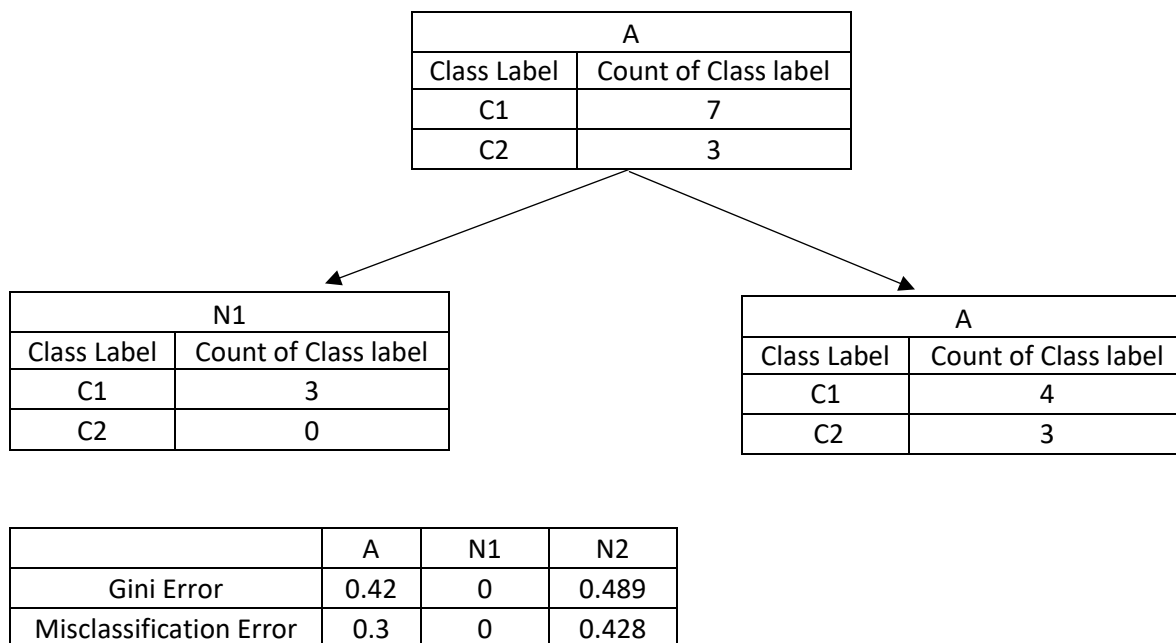 A
Class Label Count of Class label
C1 7
C2 3
N1
Class Label Count of Class label
C1 3
C2 0
A
Class Label Count of Class label
C1 4
C2 3
A N1 N2
Gini Error 0.42 0 0.489
Misclassification Error 0.3 0 0.428